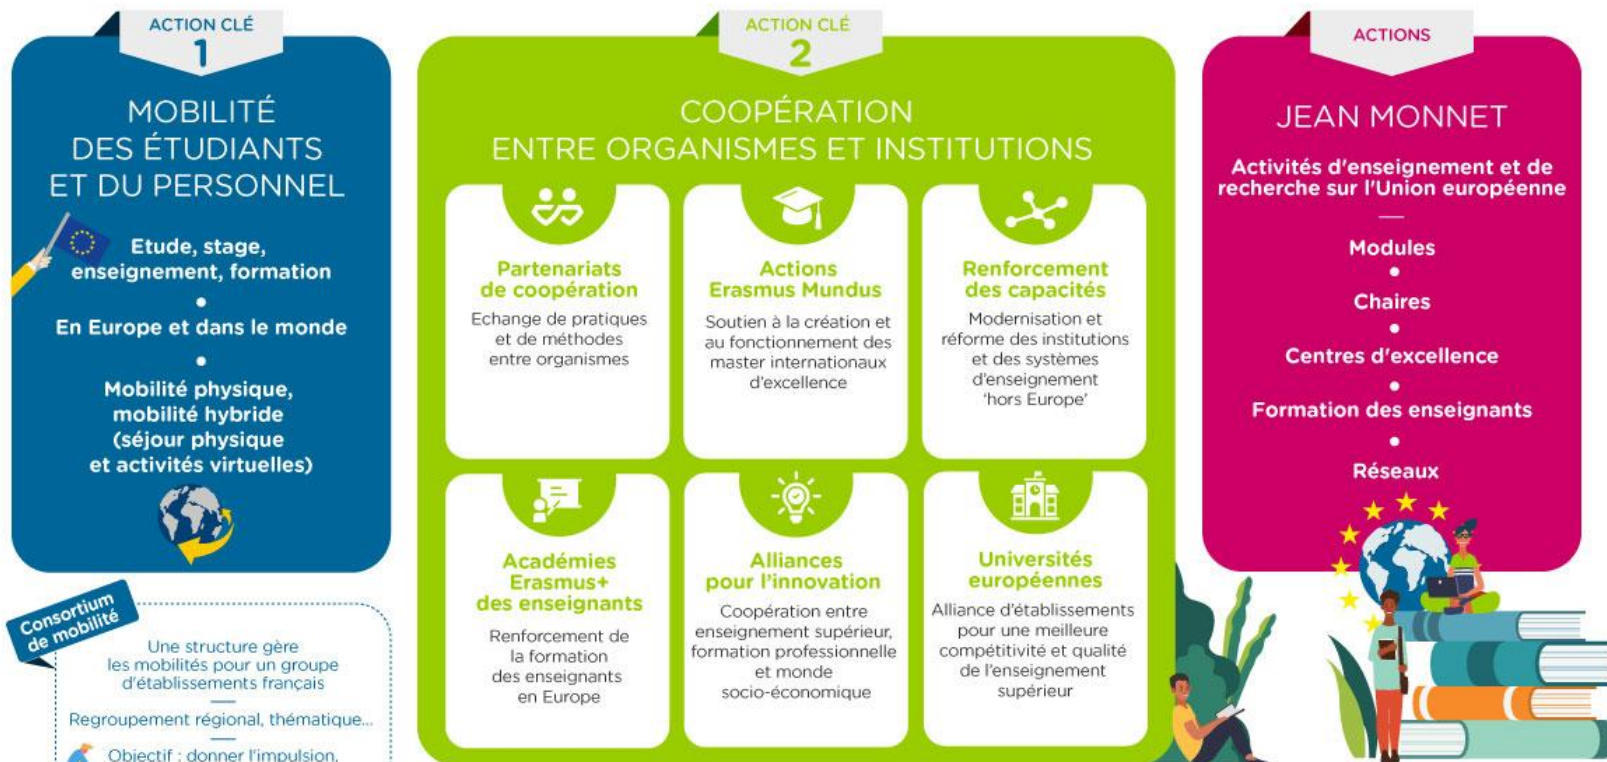 ACTION CLÉ
1
MOBILITÉ
DES ÉTUDIANTS
ET DU PERSONNEL
Etude, stage,
enseignement, formation
En Europe et dans le monde
Mobilité physique,
mobilité hybride
(séjour physique
et activités virtuelles)
Consortium
de mobilité
Une structure gère
les mobilités pour un groupe
d'établissements français
Regroupement régional, thématique...
Objectif : donner l'impulsion,
ACTION CLÉ
2
COOPÉRATION
ENTRE ORGANISMES ET INSTITUTIONS
Partenariats
de coopération
Echange de pratiques
et de méthodes
entre organismes
Actions
Erasmus Mundus
Soutien à la création et
au fonctionnement des
master internationaux
d'excellence
Renforcement
des capacités
Modernisation et
réforme des institutions
et des systèmes
d'enseignement
'hors Europe'
Académies
Erasmus+
des enseignants
Renforcement de
la formation
des enseignants
en Europe
Alliances
pour l'innovation
Coopération entre
enseignement supérieur,
formation professionnelle
et monde
socio-économique
Universités
européennes
Alliance d'établissements
pour une meilleure
compétitivité et qualité
de l'enseignement
supérieur
ACTIONS
JEAN MONNET
Activités d'enseignement et de
recherche sur l'Union européenne
Modules
Chaires
Centres d'excellence
Formation des enseignants
Réseaux